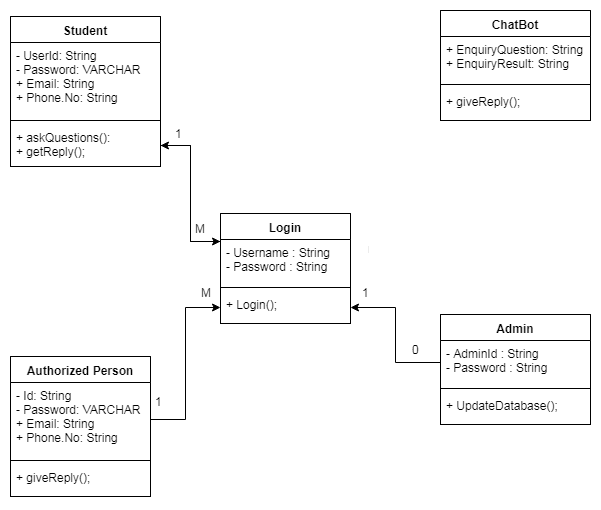 Student
- UserId: String
- Password: VARCHAR
+ Email: String
+ Phone.No: String
+ askQuestions():
+ getReply();
ChatBot
+ EnquiryQuestion: String
+ EnquiryResult: String
+ giveReply();
1
M
Login
- Username : String
- Password : String
+ Login();
M
1
0
Admin
- AdminId : String
- Password : String
+ UpdateDatabase();
Authorized Person
- Id: String
- Password: VARCHAR
+ Email: String
+ Phone.No: String
+ giveReply();
1